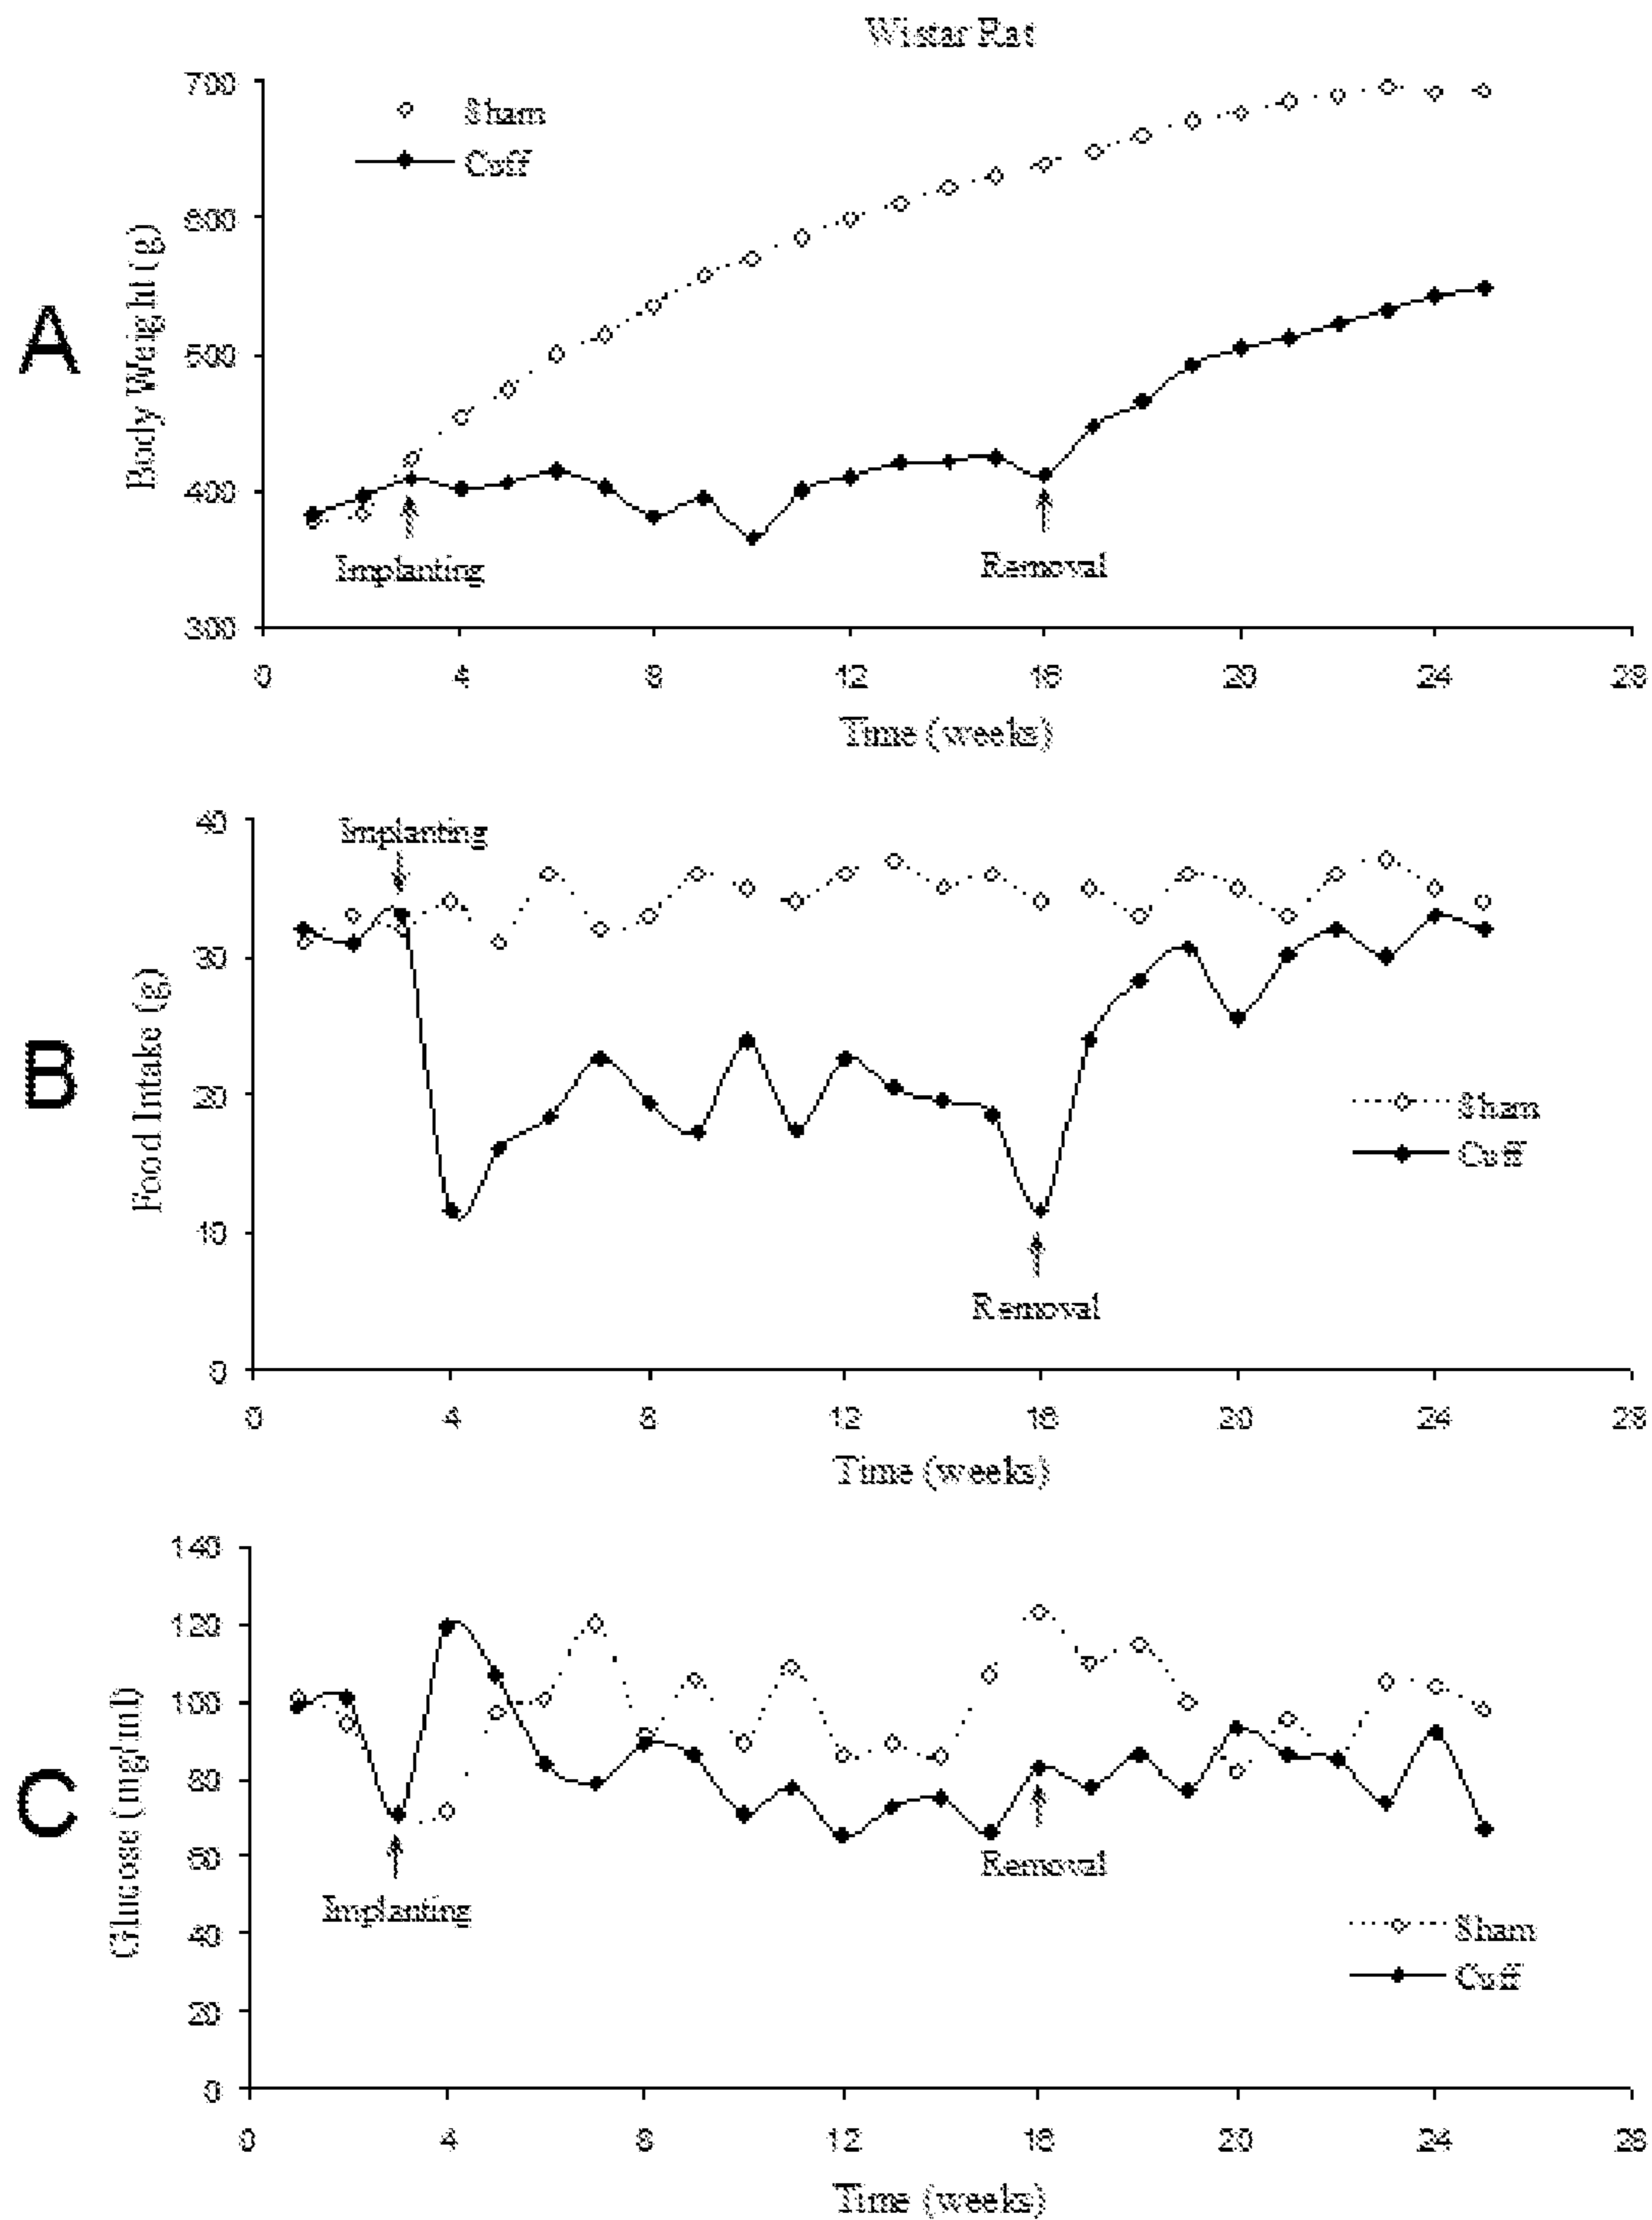 Wistar Rat
A
Body Weight (g)
700
600
500
400
300
Sham
Cuff
Implanting
Removal
0 4 8 12 16 20 24 28
Time (weeks)
B
Food Intake (g)
40
30
20
10
0
Implanting
Removal
Sham
Cuff
0 4 8 12 16 20 24 28
Time (weeks)
C
Glucose (mg/ml)
140
120
100
80
60
40
20
0
Implanting
Removal
Sham
Cuff
0 4 8 12 16 20 24 28
Time (weeks)